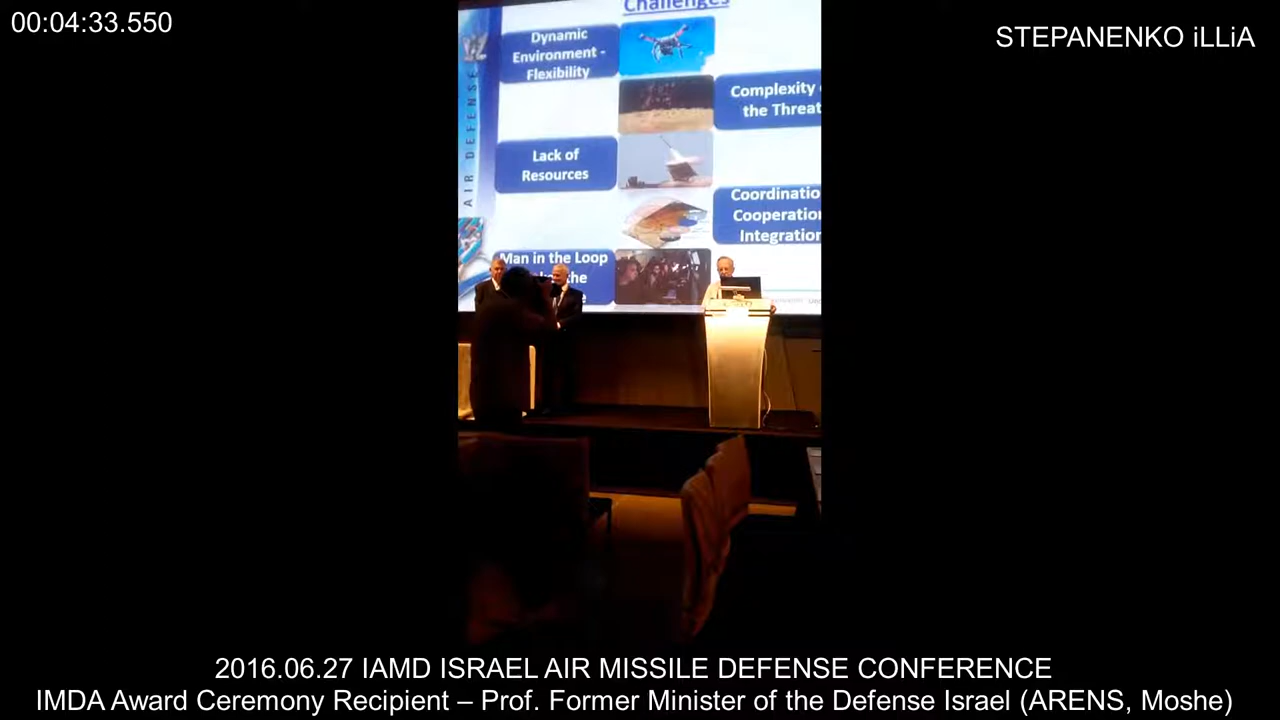 00:04:33.550
STEPANENKO iLLiA
Challenges
Dynamic
Environment -
Flexibility
Complexity
the Threat
AIR DEFENSE
Lack of
Resources
Coordinatio
Cooperation
Integration
Man in the Loop
the
2016.06.27 IAMD ISRAEL AIR MISSILE DEFENSE CONFERENCE
IMDA Award Ceremony Recipient – Prof. Former Minister of the Defense Israel (ARENS, Moshe)